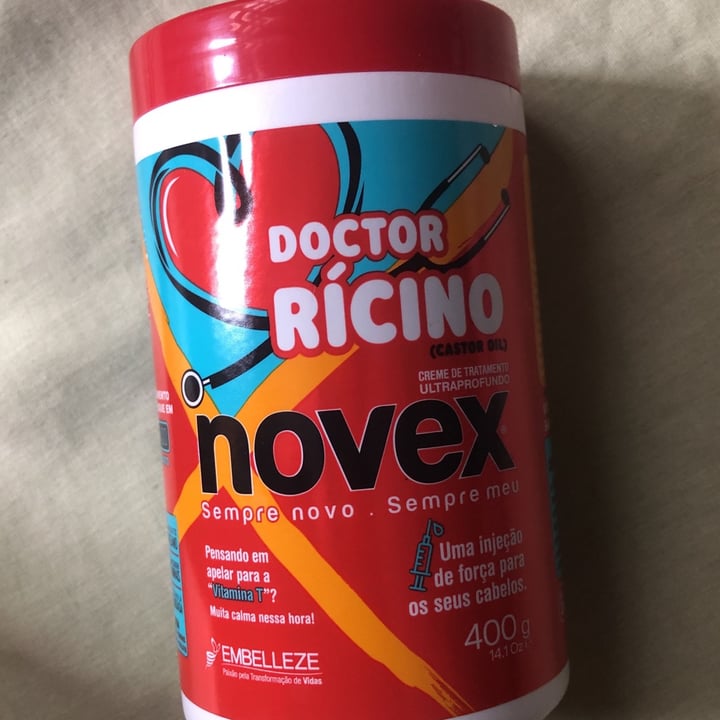 DOCTOR
RÍCINO
(CASTOR OIL)
CREME DE TRATAMENTO
ULTRAPROFUNDO
novex
Sempre novo . Sempre meu
Pensando em
apelar para a
"Vitamina T"?
Muita calma nessa hora!
Uma injeção
de força para
os seus cabelos.
400 g
14.1 Oz
EMBELLEZE
Paixão pela Transformação de Vidas